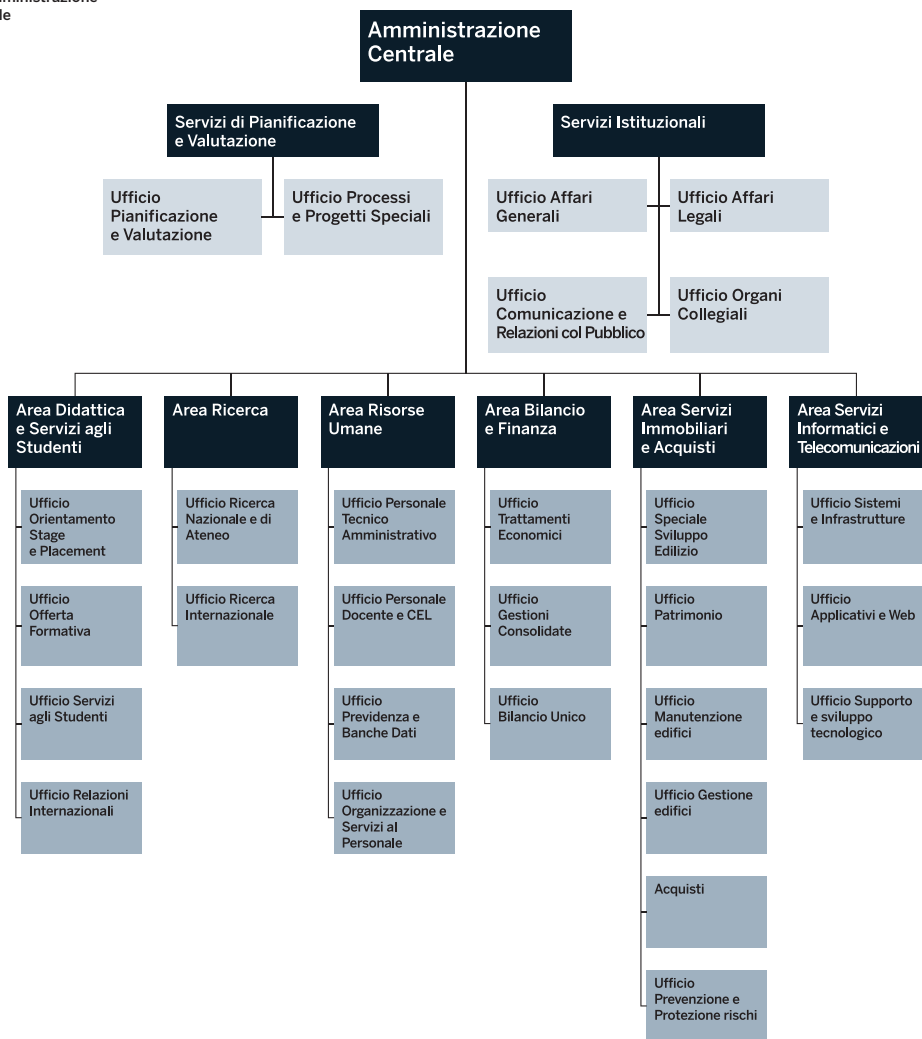 le
Amministrazione
Centrale
Servizi di Pianificazione
e Valutazione
Servizi Istituzionali
Ufficio
Pianificazione
e Valutazione
Ufficio Processi
e Progetti Speciali
Ufficio Affari
Generali
Ufficio Affari
Legali
Ufficio
Comunicazione e
Relazioni col Pubblico
Ufficio Organi
Collegiali
Area Didattica
e Servizi agli
Studenti
Area Ricerca
Area Risorse
Umane
Area Bilancio
e Finanza
Area Servizi
Immobiliari
e Acquisti
Area Servizi
Informatici e
Telecomunicazioni
Ufficio
Orientamento
Stage
e Placement
Ufficio
Offerta
Formativa
Ufficio Servizi
agli Studenti
Ufficio Relazioni
Internazionali
Ufficio Ricerca
Nazionale e di
Ateneo
Ufficio Ricerca
Internazionale
Ufficio Personale
Tecnico
Amministrativo
Ufficio Personale
Docente e CEL
Ufficio
Previdenza e
Banche Dati
Ufficio
Organizzazione e
Servizi al
Personale
Ufficio
Trattamenti
Economici
Ufficio
Gestioni
Consolidate
Ufficio
Bilancio Unico
Ufficio
Speciale
Sviluppo
Edilizio
Ufficio
Patrimonio
Ufficio
Manutenzione
edifici
Ufficio Gestione
edifici
Acquisti
Ufficio
Prevenzione e
Protezione rischi
Ufficio Sistemi
e Infrastrutture
Ufficio
Applicativi e Web
Ufficio Supporto
e sviluppo
tecnologico